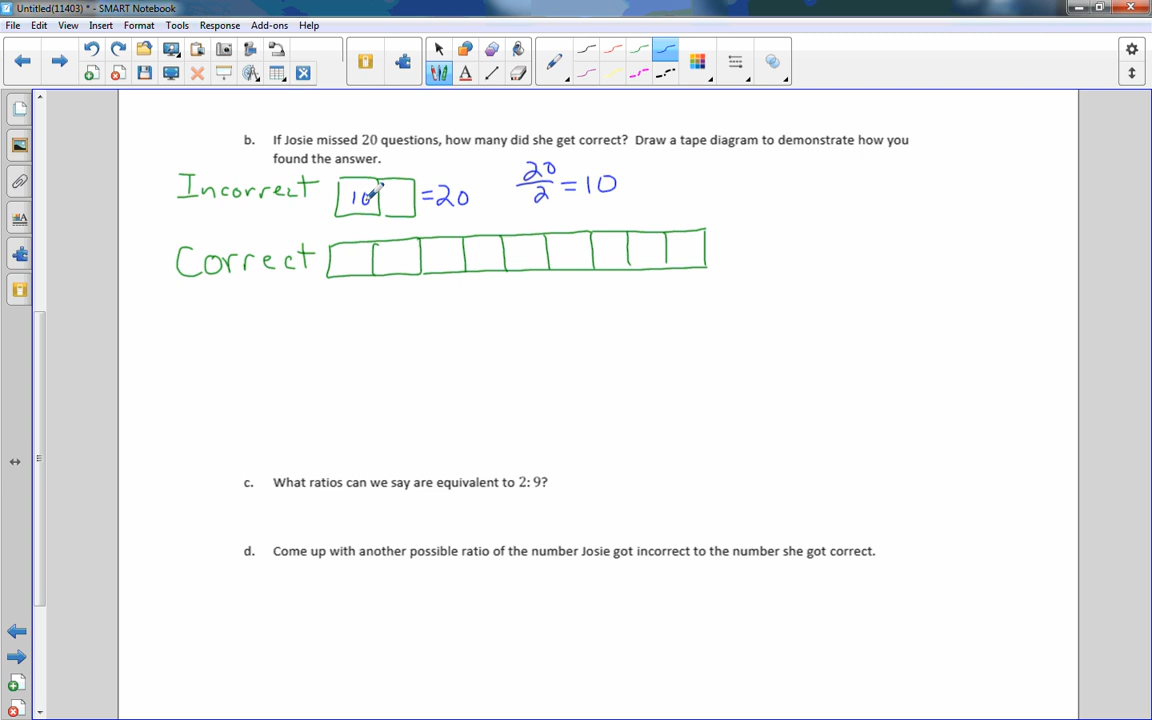 Untitled(11403) * - SMART Notebook
File Edit View Insert Format Tools Response Add-ons Help
b. If Josie missed 20 questions, how many did she get correct? Draw a tape diagram to demonstrate how you
found the answer.
Incorrect 10 =20 20/2 =10
Correct
c. What ratios can we say are equivalent to 2: 9?
d. Come up with another possible ratio of the number Josie got incorrect to the number she got correct.